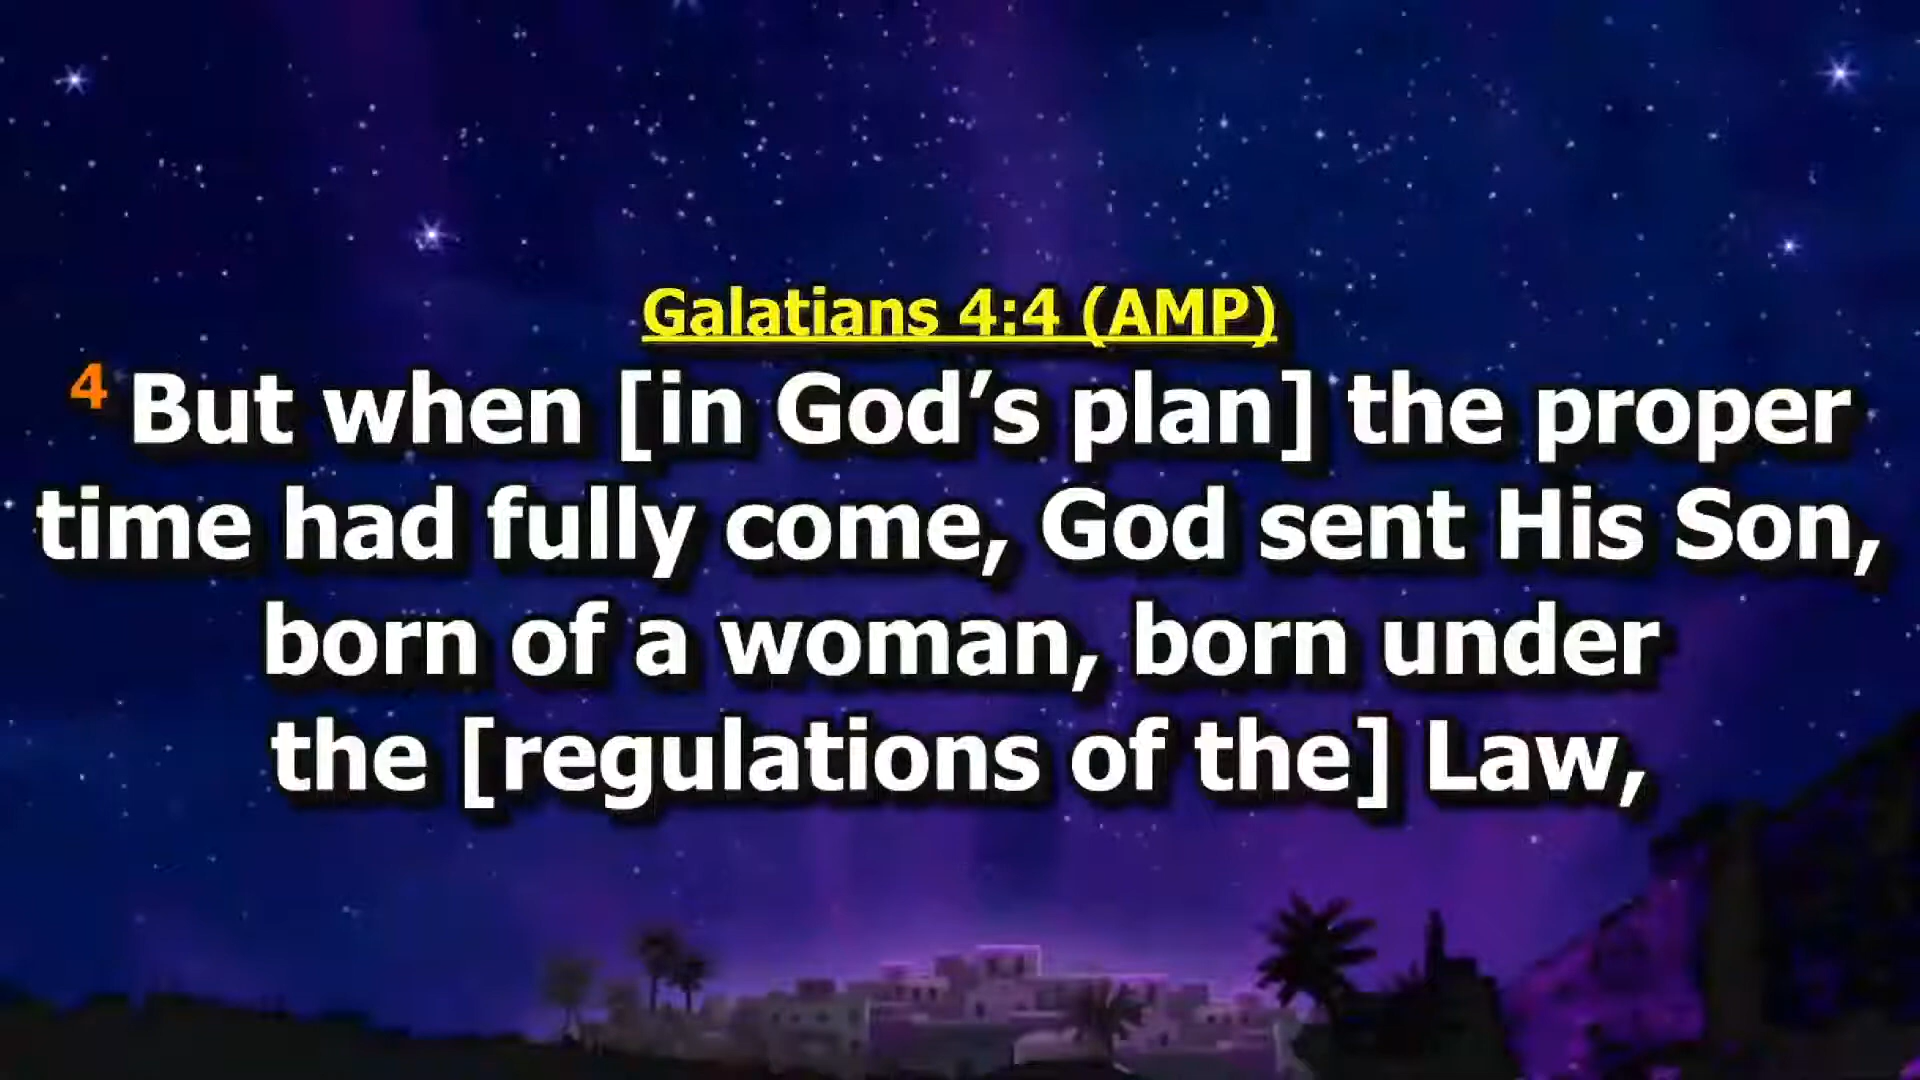 Galatians 4:4 (AMP)
4 But when [in God’s plan] the proper
time had fully come, God sent His Son,
born of a woman, born under
the [regulations of the] Law,